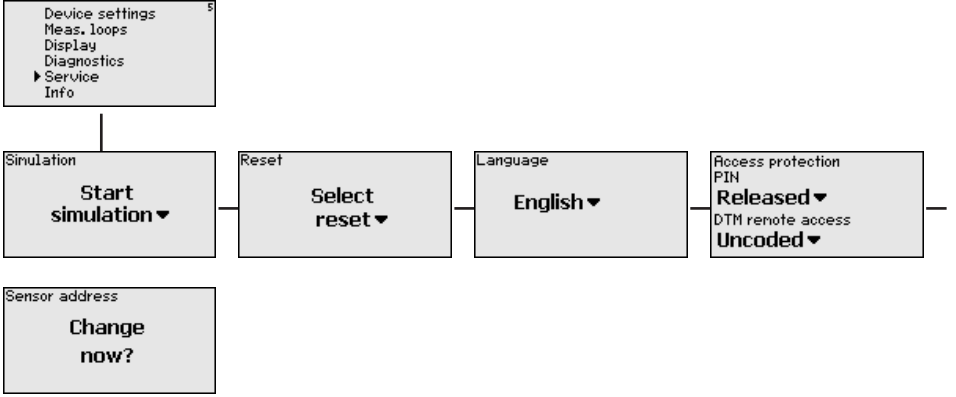 5
Device settings
Meas. loops
Display
Diagnostics
Service
Info
Simulation
Start
simulation
Reset
Select
reset
Language
English
Access protection
PIN
Released
DTM remote access
Uncoded
Sensor address
Change
now?